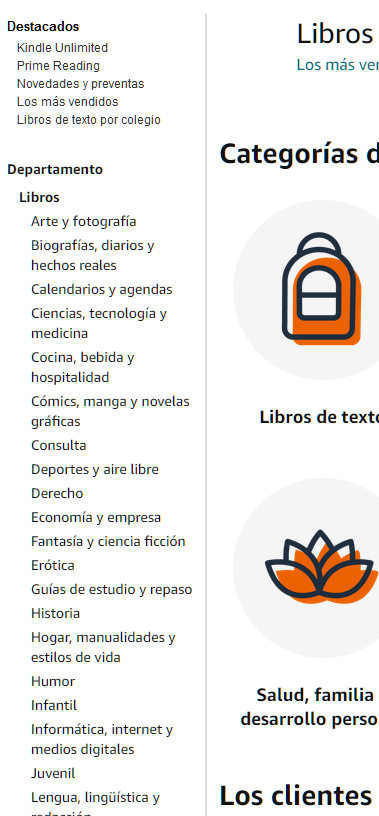 Destacados
Kindle Unlimited
Prime Reading
Novedades y preventas
Los más vendidos
Libros de texto por colegio
Departamento
Libros
Arte y fotografía
Biografías, diarios y
hechos reales
Calendarios y agendas
Ciencias, tecnología y
medicina
Cocina, bebida y
hospitalidad
Cómics, manga y novelas
gráficas
Consulta
Deportes y aire libre
Derecho
Economía y empresa
Fantasía y ciencia ficción
Erótica
Guías de estudio y repaso
Historia
Hogar, manualidades y
estilos de vida
Humor
Infantil
Informática, internet y
medios digitales
Juvenil
Lengua, lingüística y
Libros
Los más
Categorías
Libros de
Salud, familia
desarrollo
Los clientes